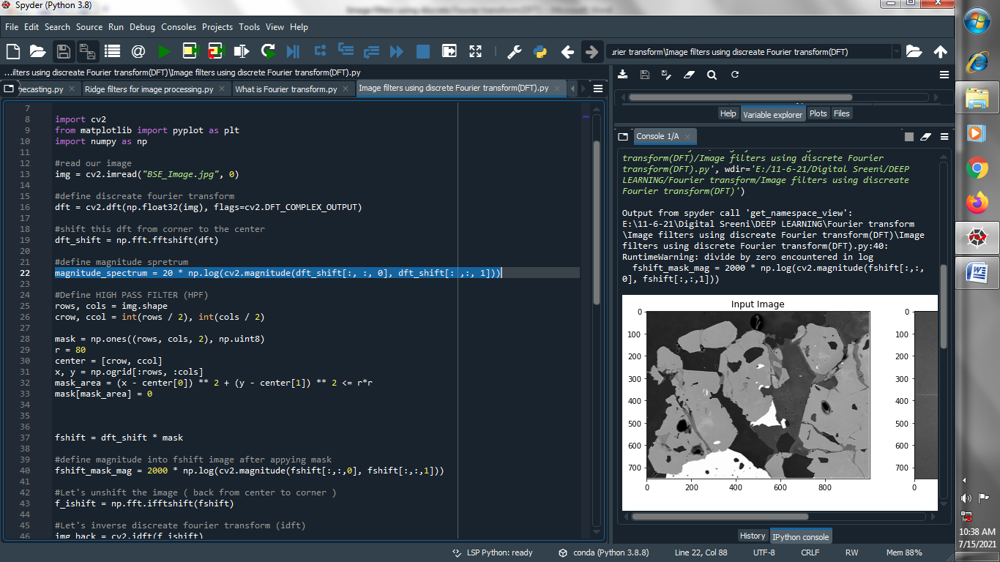 Spyder (Python 3.8)
File Edit Search Source Run Debug Consoles Projects Tools View Help
urier transform\Image filters using discreate Fourier transform(DFT)
...ilters using discreate Fourier transform(DFT)\Image filters using discrete Fourier transform(DFT).py
ecasting.py Ridge filters for image processing.py What is Fourier transform.py Image filters using discrete Fourier transform(DFT).py
7
8 import cv2
9 from matplotlib import pyplot as plt
10 import numpy as np
11
12 #read our image
13 img = cv2.imread("BSE_Image.jpg", 0)
14
15 #define discreate fourier transform
16 dft = cv2.dft(np.float32(img), flags=cv2.DFT_COMPLEX_OUTPUT)
17
18 #shift this dft from corner to the center
19 dft_shift = np.fft.fftshift(dft)
20
21 #define magnitude spretrum
22 magnitude_spectrum = 20 * np.log(cv2.magnitude(dft_shift[:, :, 0], dft_shift[: ,:, 1]))
23
24 #Define HIGH PASS FILTER (HPF)
25 rows, cols = img.shape
26 crow, ccol = int(rows / 2), int(cols / 2)
27
28 mask = np.ones((rows, cols, 2), np.uint8)
29 r = 80
30 center = [crow, ccol]
31 x, y = np.ogrid[:rows, :cols]
32 mask_area = (x - center[0]) ** 2 + (y - center[1]) ** 2 <= r*r
33 mask[mask_area] = 0
34
35
36
37 fshift = dft_shift * mask
38
39 #define magnitude into fshift image after appying mask
40 fshift_mask_mag = 2000 * np.log(cv2.magnitude(fshift[:,:,0], fshift[:,:,1]))
41
42 #Let's unshift the image ( back from center to corner )
43 f_ishift = np.fft.ifftshift(fshift)
44
45 #Let's inverse discreate fourier transform (idft)
46 img_back = cv2.idft(f_ishift)
Help Variable explorer Plots Files
Console 1/A
transform(DFT)/Image filters using discrete Fourier
transform(DFT).py', wdir='E:/11-6-21/Digital Sreeni/DEEP
LEARNING/Fourier transform/Image filters using discreate
Fourier transform(DFT)')
Output from spyder call 'get_namespace_view':
E:\11-6-21\Digital Sreeni\DEEP LEARNING\Fourier transform
\Image filters using discreate Fourier transform(DFT)\Image
filters using discrete Fourier transform(DFT).py:40:
RuntimeWarning: divide by zero encountered in log
fshift_mask_mag = 2000 * np.log(cv2.magnitude(fshift[:,:,
0], fshift[:,:,1]))
Input Image
0
100
200
300
400
500
600
700
0 200 400 600 800
0
100
200
300
400
500
600
700
0
History IPython console
LSP Python: ready conda (Python 3.8.8) Line 22, Col 88 UTF-8 CRLF RW Mem 88%
10:38 AM
7/15/2021